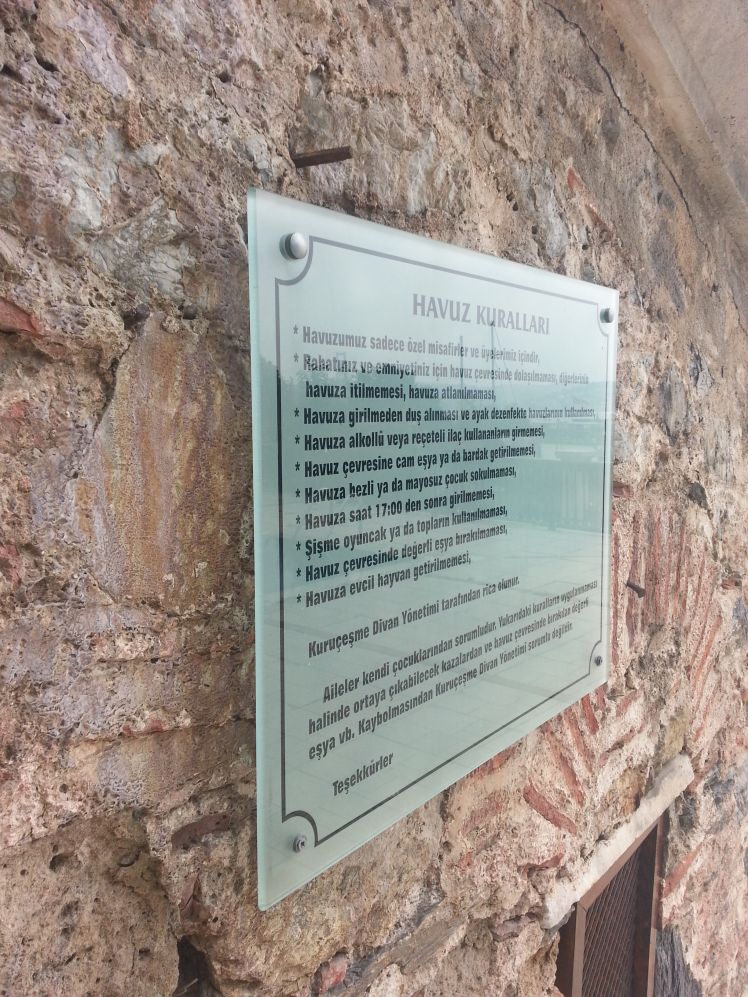 HAVUZ KURALLARI
* Havuzumuz sadece özel misafirler ve üyelerimiz içindir.
* Rahatınız ve emniyetiniz için havuz çevresinde dolaşılmaması, diğerlerinin
havuza itilmemesi, havuza atlanılmaması,
* Havuza girilmeden duş alınması ve ayak dezenfekte havuzlarının kullanılması,
* Havuza alkollü veya reçeteli ilaç kullananların girmemesi,
* Havuz çevresine cam eşya ya da bardak getirilmemesi,
* Havuza bezli ya da mayosuz çocuk sokulmaması,
* Havuza saat 17:00 den sonra girilmemesi,
* Şişme oyuncak ya da topların kullanılmaması,
* Havuz çevresinde değerli eşya bırakılmaması,
* Havuza evcil hayvan getirilmemesi,
Kuruçeşme Divan Yönetimi tarafından rica olunur.
Aileler kendi çocuklarından sorumludur. Yukarıdaki kuralların uygulanmaması
halinde ortaya çıkabilecek kazalardan ve havuz çevresinde bırakılan değerli
eşya vb. Kaybolmasından Kuruçeşme Divan Yönetimi sorumlu değildir.
Teşekkürler